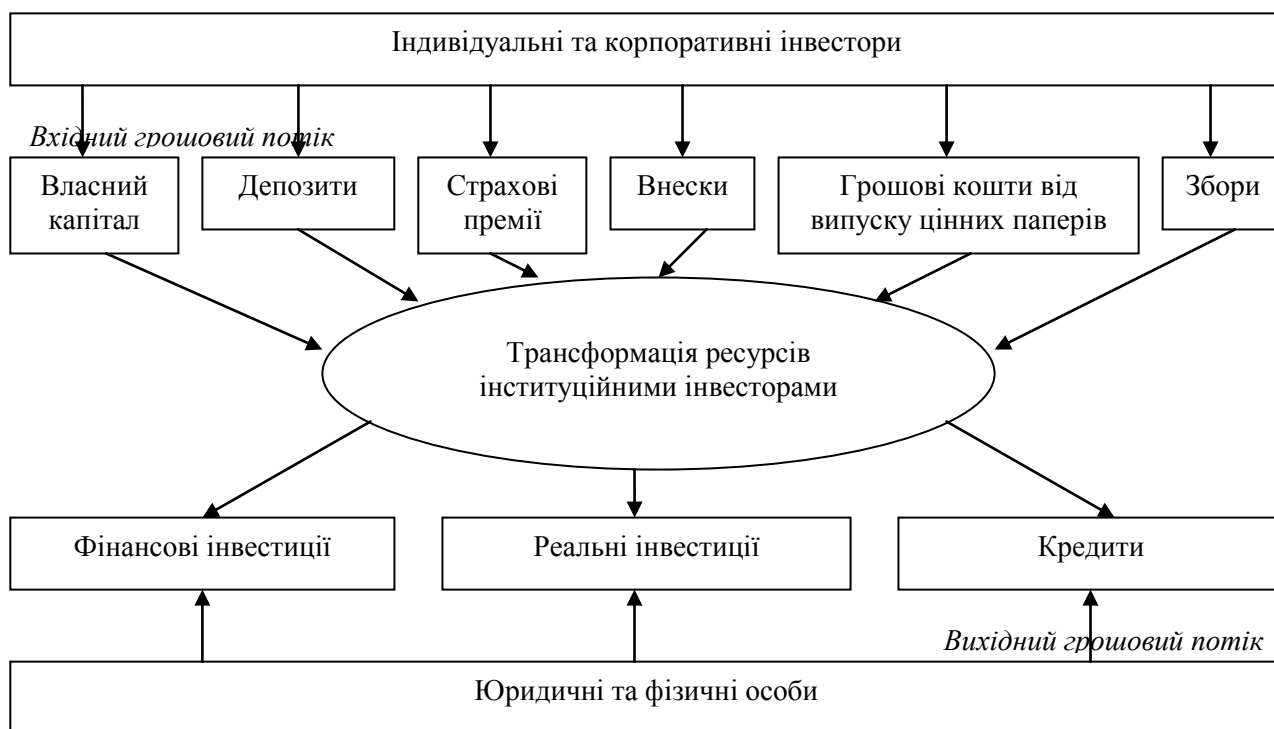 Індивідуальні та корпоративні інвестори
Вхідний грошовий потік
Власний
капітал
Депозити
Страхові
премії
Внески
Грошові кошти від
випуску цінних паперів
Збори
Трансформація ресурсів
інституційними інвесторами
Фінансові інвестиції
Реальні інвестиції
Кредити
Вихідний грошовий потік
Юридичні та фізичні особи